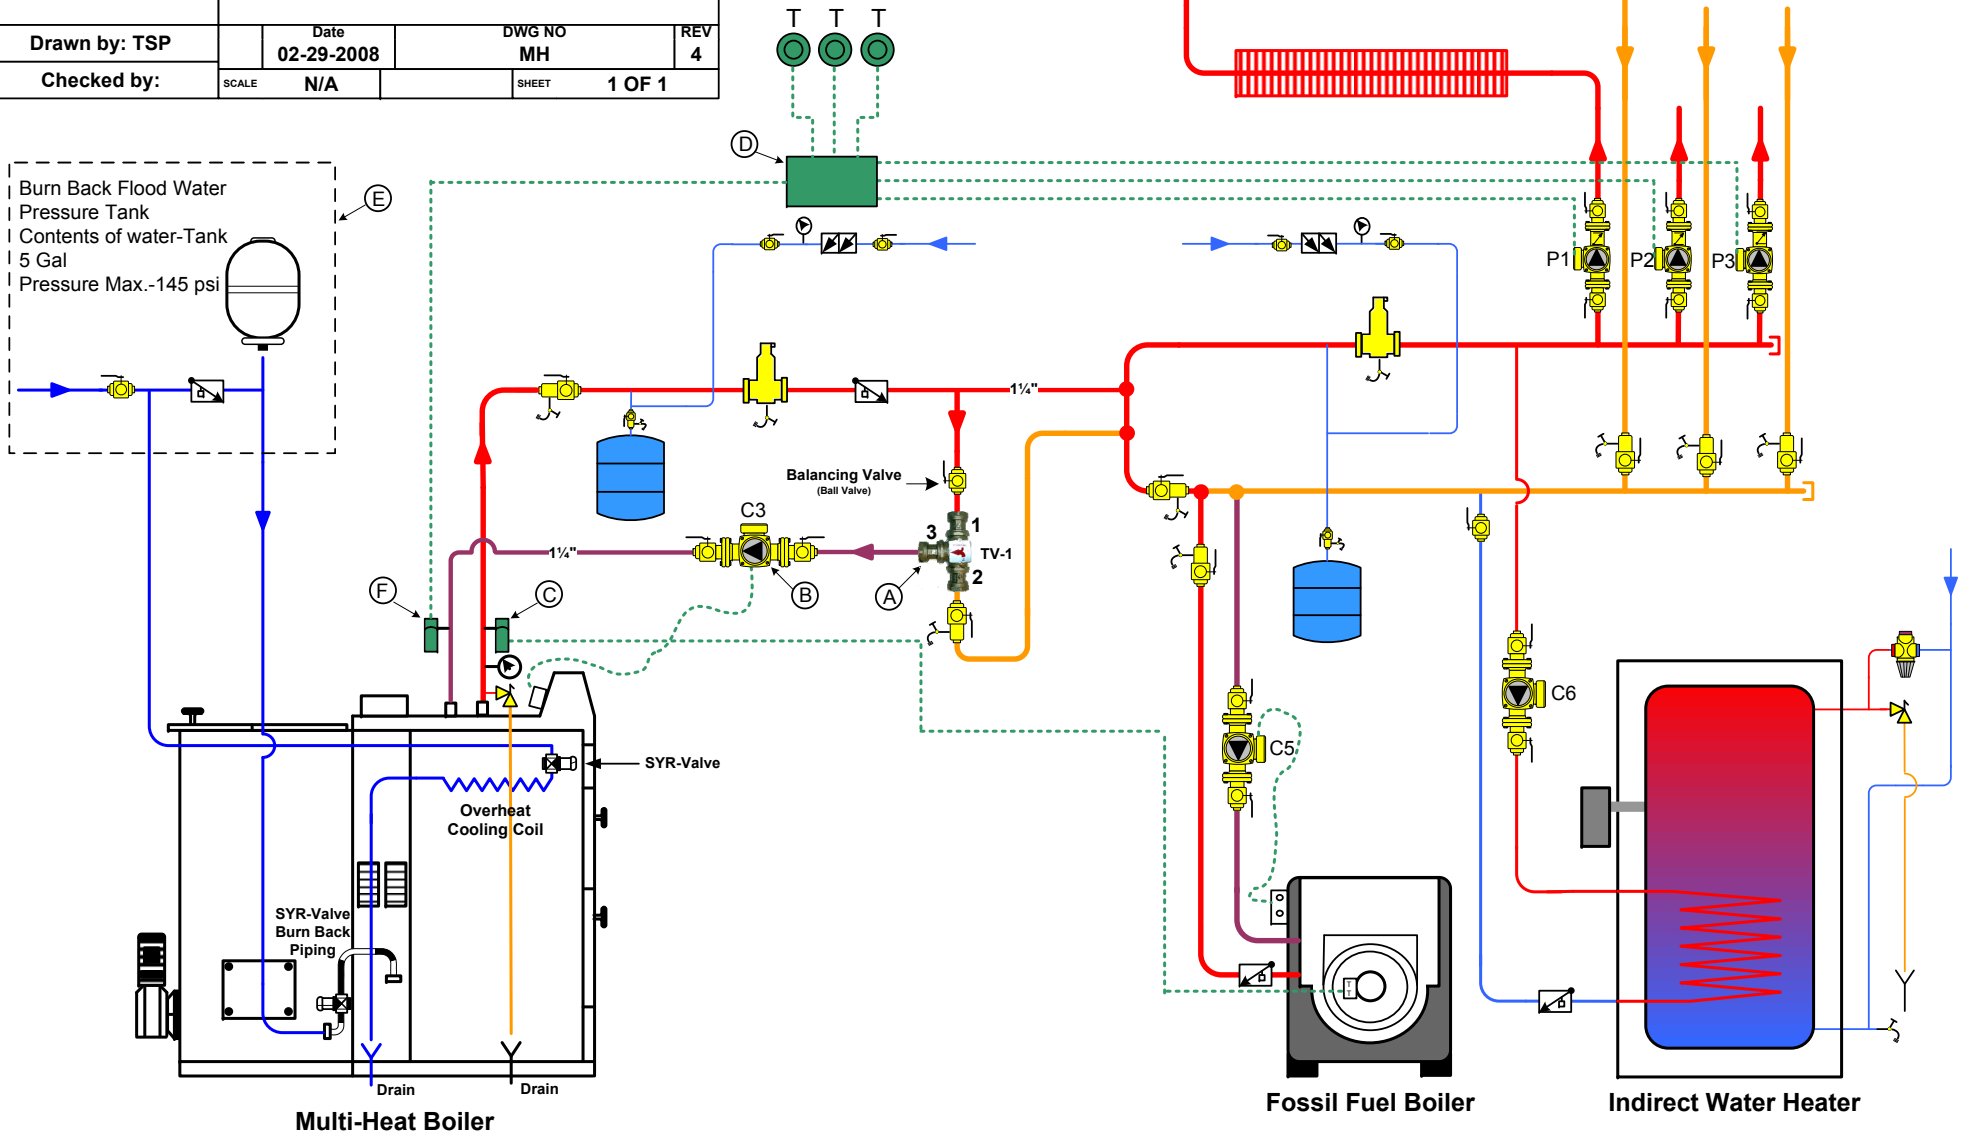 Drawn by: TSP
Date
02-29-2008
DWG NO
MH
REV
4
Checked by:
SCALE
N/A
SHEET
1 OF 1
T T T
D
Burn Back Flood Water
Pressure Tank
Contents of water-Tank
5 Gal
Pressure Max.-145 psi
E
P1
P2
P3
1¼"
Balancing Valve
(Ball Valve)
C3
3
1
TV-1
2
1¼"
F
C
B
A
C6
C5
SYR-Valve
Overheat
Cooling Coil
SYR-Valve
Burn Back
Piping
T
T
Drain
Drain
Multi-Heat Boiler
Fossil Fuel Boiler
Indirect Water Heater